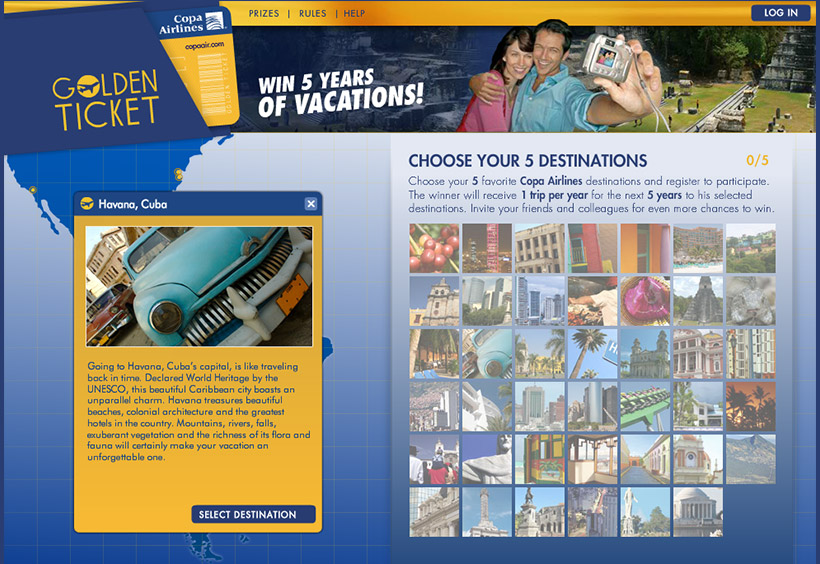 Copa
Airlines
copaair.com
PRIZES | RULES | HELP
LOG IN
GOLDEN
TICKET
WIN 5 YEARS
OF VACATIONS!
CHOOSE YOUR 5 DESTINATIONS
0/5
Choose your 5 favorite Copa Airlines destinations and register to participate.
The winner will receive 1 trip per year for the next 5 years to his selected
destinations. Invite your friends and colleagues for even more chances to win.
Havana, Cuba
Going to Havana, Cuba's capital, is like traveling
back in time. Declared World Heritage by the
UNESCO, this beautiful Caribbean city boasts an
unparallel charm. Havana treasures beautiful
beaches, colonial architecture and the greatest
hotels in the country. Mountains, rivers, falls,
exuberant vegetation and the richness of its flora and
fauna will certainly make your vacation an
unforgettable one.
SELECT DESTINATION